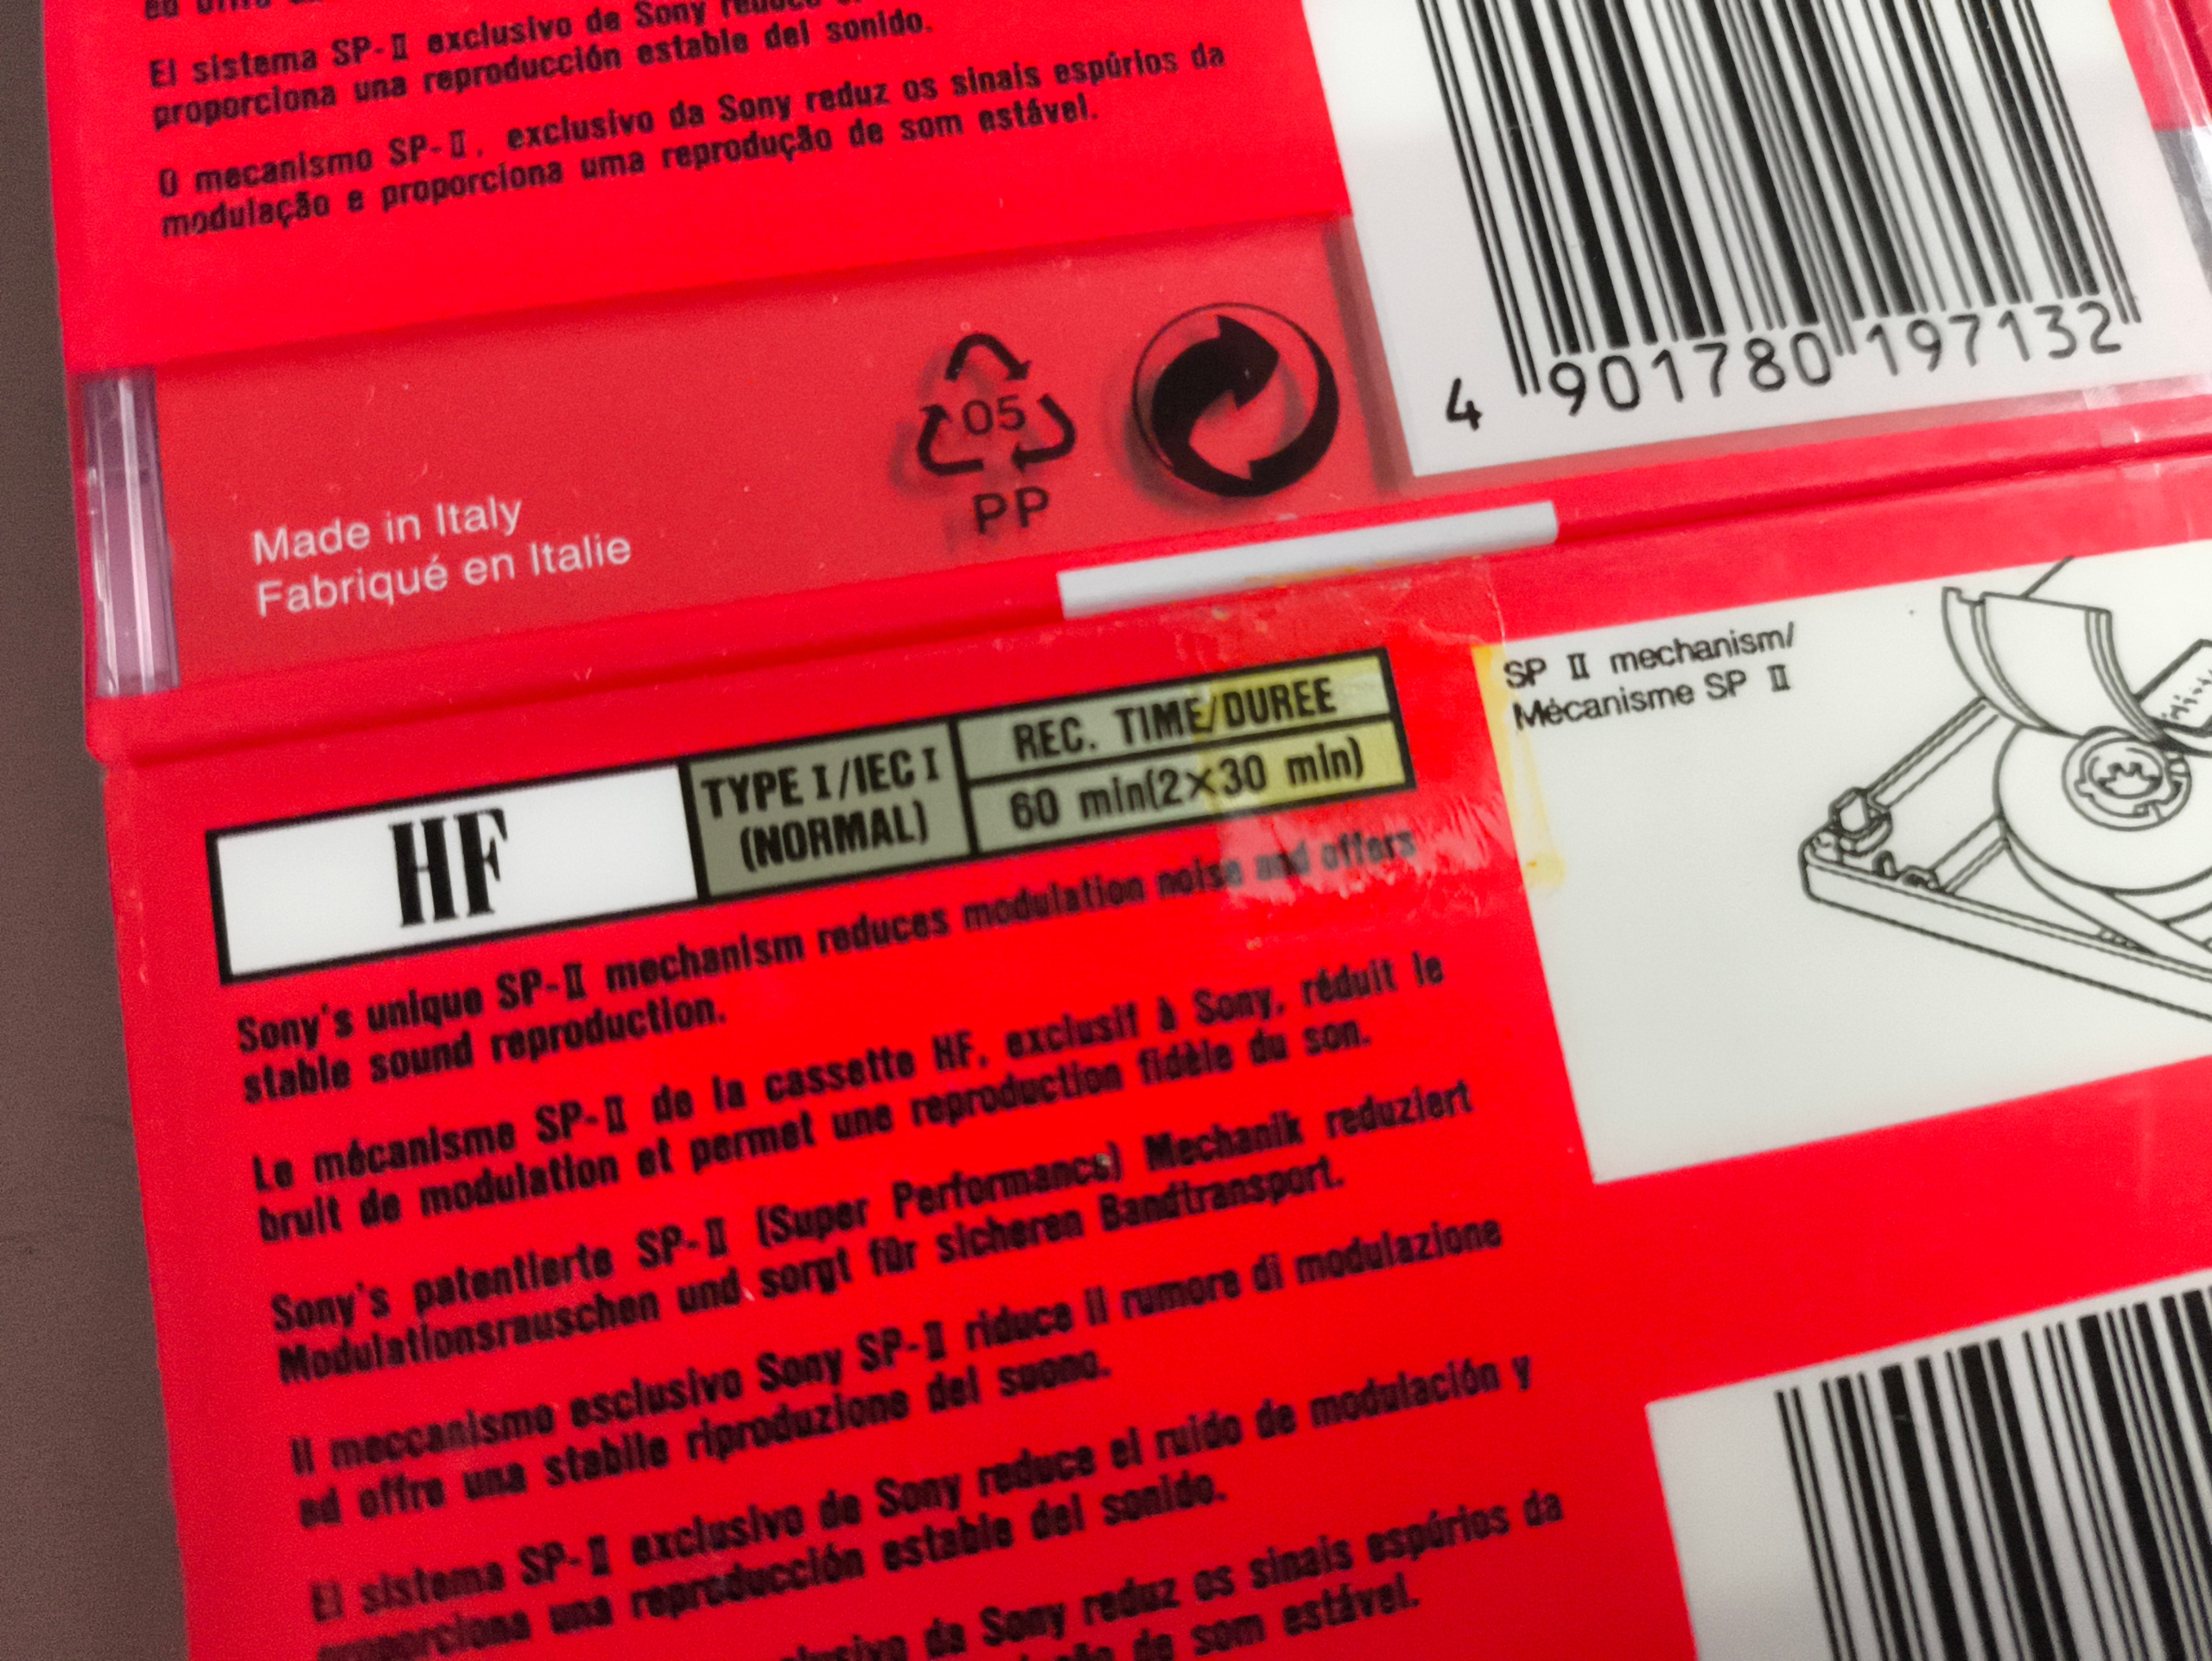 El sistema SP-II exclusivo de Sony reduce
proporciona una reproducción estable del sonido.
O mecanismo SP-II, exclusivo da Sony reduz os sinais espúrios da
modulação e proporciona uma reprodução de som estável.
4 901780 197132
05
PP
Made in Italy
Fabriqué en Italie
SP II mechanism/
Mécanisme SP II
HF
TYPE I/IEC I
(NORMAL)
REC. TIME/DUREE
60 min(2×30 min)
Sony's unique SP-II mechanism reduces modulation noise and offers
stable sound reproduction.
Le mécanisme SP-II de la cassette HF, exclusif à Sony, réduit le
bruit de modulation et permet une reproduction fidèle du son.
Sony's patentierte SP-II (Super Performance) Mechanik reduziert
Modulationsrauschen und sorgt für sicheren Bandtransport.
Il meccanismo esclusivo Sony SP-II riduce il rumore di modulazione
ed offre una stabile riproduzione del suono.
El sistema SP-II exclusivo de Sony reduce el ruido de modulación y
proporciona una reproducción estable del sonido.
da Sony reduz os sinais espúrios da
de som estável.